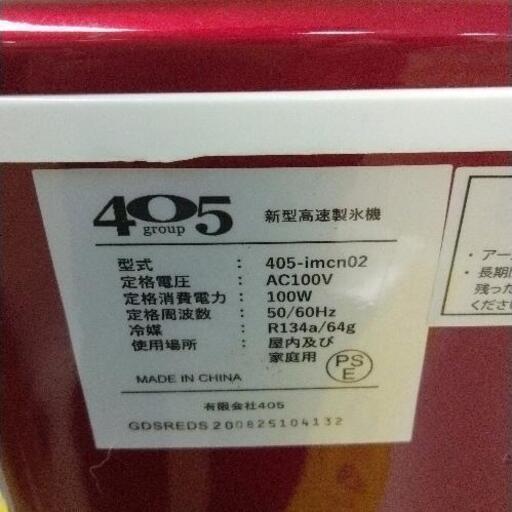 405
group
新型高速製氷機
型式 : 405-imcn02
定格電圧 : AC100V
定格消費電力 : 100W
定格周波数 : 50/60Hz
冷媒 : R134a/64g
使用場所 : 屋内及び
家庭用
PS
E
MADE IN CHINA
有限会社405
GDSREDS200825104132
・アー
・長期
残った
くださ